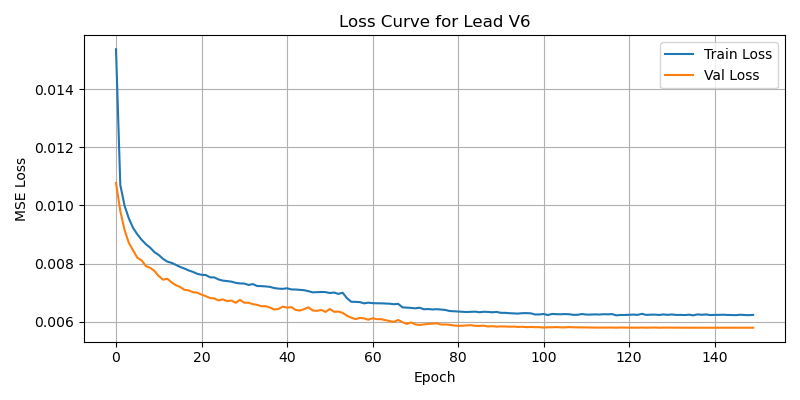 Loss Curve for Lead V6
Train Loss
Val Loss
MSE Loss
0.014
0.012
0.010
0.008
0.006
0 20 40 60 80 100 120 140
Epoch